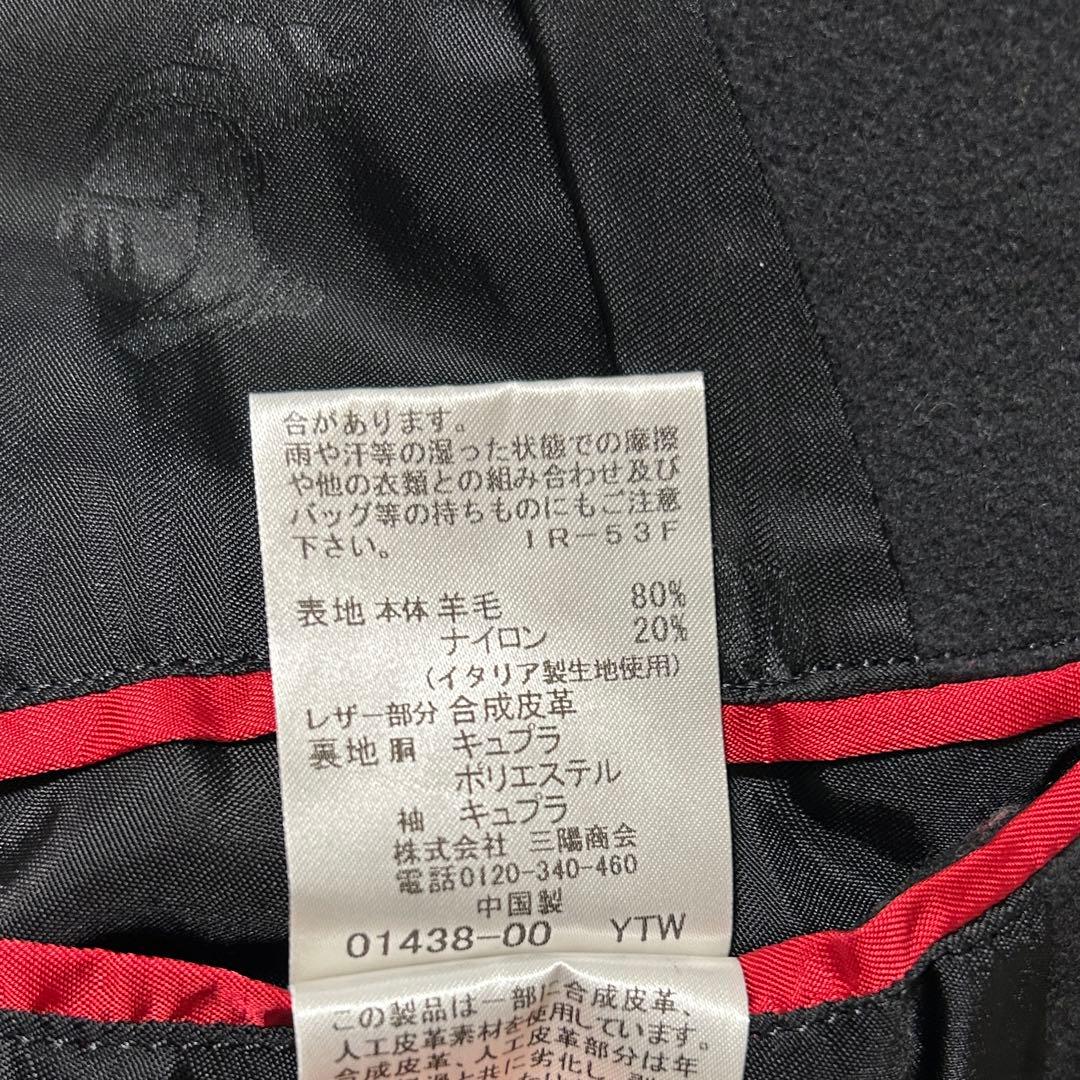 合があります。
雨や汗等の湿った状態での摩擦
や他の衣類との組み合わせ及び
バッグ等の持ちものにもご注意
下さい。 IR-53F
表地 本体 羊毛 80%
ナイロン 20%
(イタリア製生地使用)
レザー部分 合成皮革
裏地 胴 キュプラ
ポリエステル
袖 キュプラ
株式会社 三陽商会
電話0120-340-460
中国製
01438-00 YTW
この製品は一部に合成皮革、
人工皮革素材を使用しています。
合成皮革、人工皮革部分は年